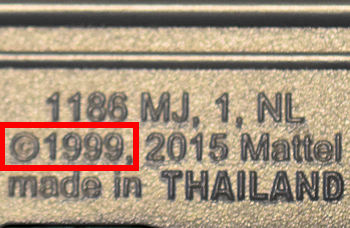 1186 MJ, 1, NL
©1999, 2015 Mattel
made in THAILAND